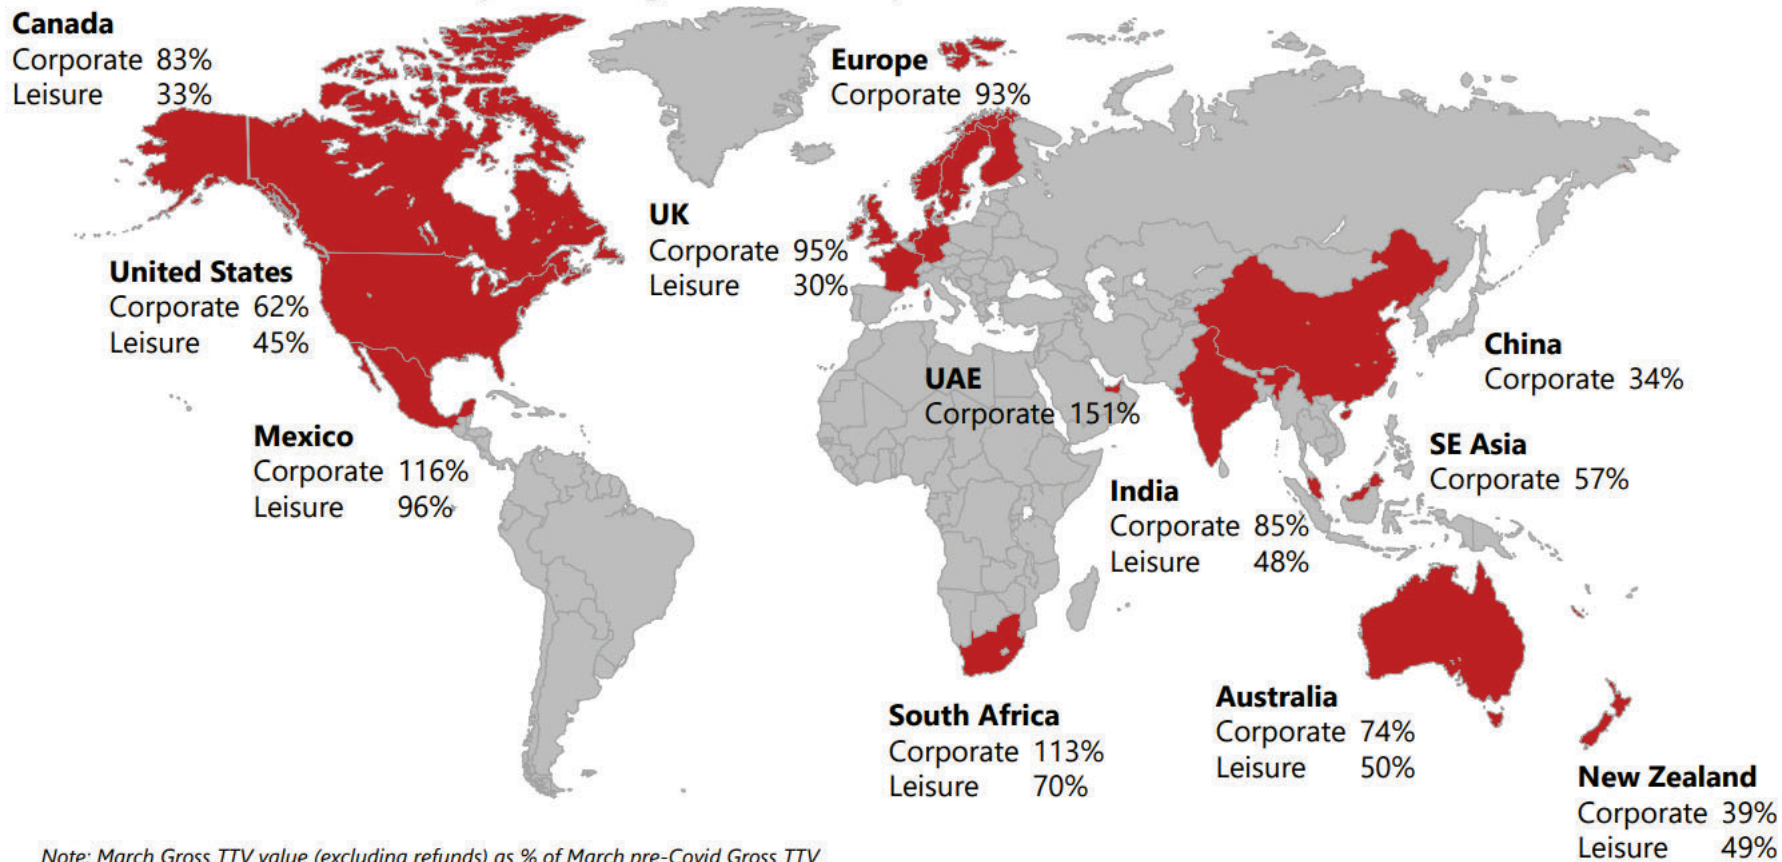 Canada
Corporate 83%
Leisure 33%
Europe
Corporate 93%
UK
Corporate 95%
Leisure 30%
United States
Corporate 62%
Leisure 45%
China
Corporate 34%
UAE
Corporate 151%
Mexico
Corporate 116%
Leisure 96%
SE Asia
Corporate 57%
India
Corporate 85%
Leisure 48%
South Africa
Corporate 113%
Leisure 70%
Australia
Corporate 74%
Leisure 50%
New Zealand
Corporate 39%
Leisure 49%
Note: March Gross TTV value (excluding refunds) as % of March pre-Covid Gross TTV